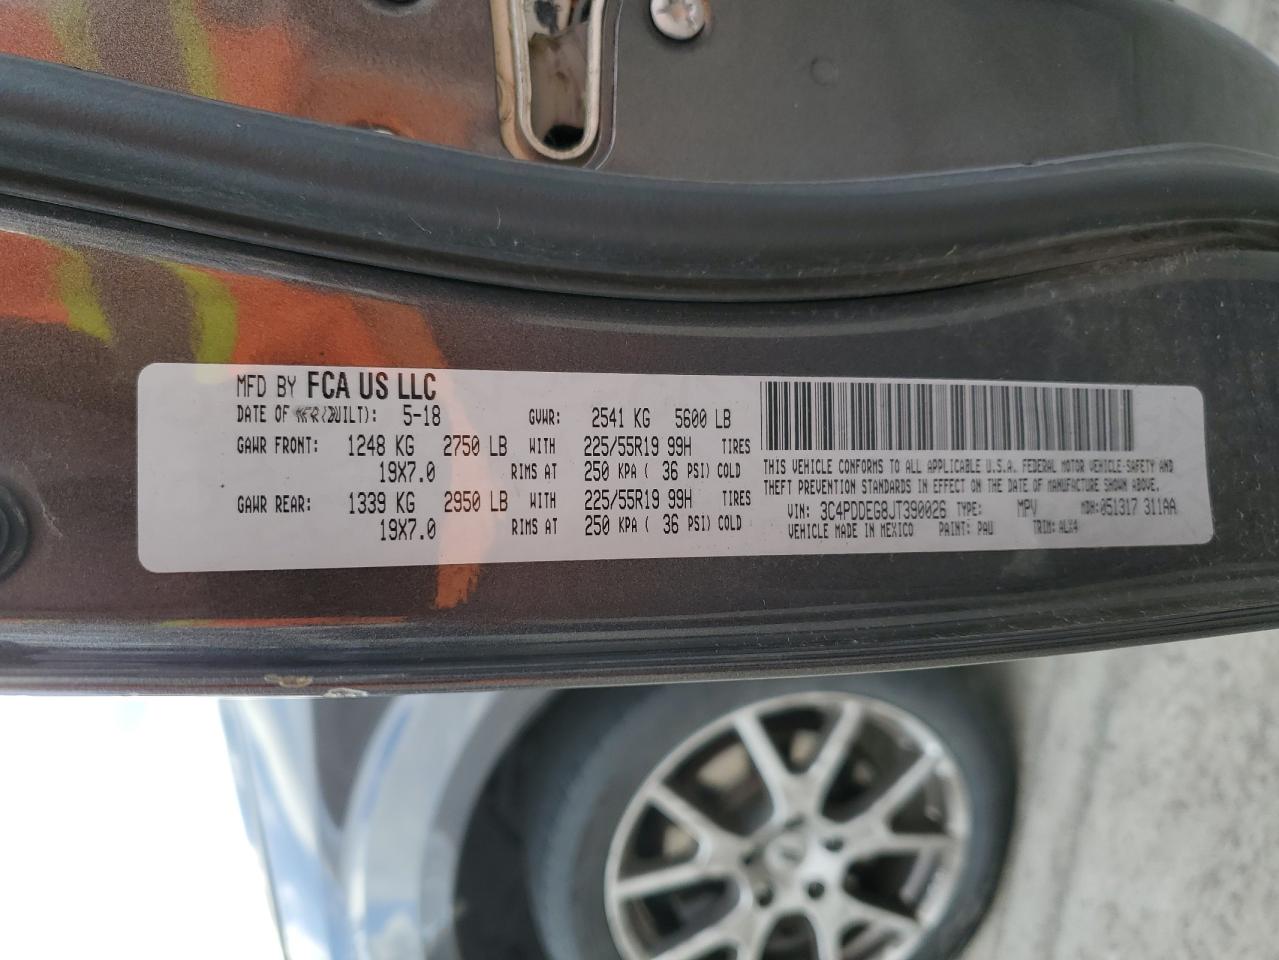 MFD BY FCA US LLC
DATE OF MFR(BUILT): 5-18 GVWR: 2541 KG 5600 LB
GAWR FRONT: 1248 KG 2750 LB WITH 225/55R19 99H TIRES
19X7.0 RIMS AT 250 KPA ( 36 PSI) COLD
GAWR REAR: 1339 KG 2950 LB WITH 225/55R19 99H TIRES
19X7.0 RIMS AT 250 KPA ( 36 PSI) COLD
THIS VEHICLE CONFORMS TO ALL APPLICABLE U.S.A. FEDERAL MOTOR VEHICLE-SAFETY AND
THEFT PREVENTION STANDARDS IN EFFECT ON THE DATE OF MANUFACTURE SHOWN ABOVE.
VIN: 3C4PDDEG8JT390026 TYPE: MPV MDH: 051317 311AA
VEHICLE MADE IN MEXICO PAINT: PAU TRIM: ALX4